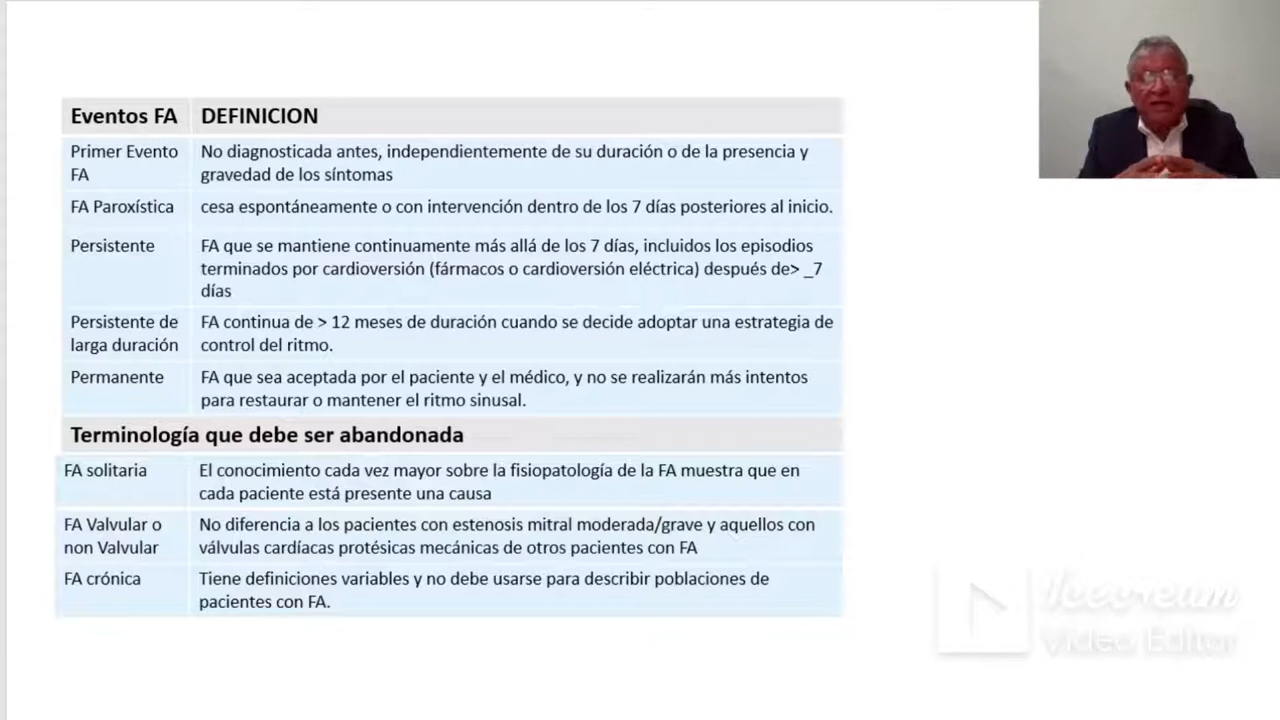 Eventos FA DEFINICION
Primer Evento
FA
No diagnosticada antes, independientemente de su duración o de la presencia y
gravedad de los síntomas
FA Paroxística
cesa espontáneamente o con intervención dentro de los 7 días posteriores al inicio.
Persistente
FA que se mantiene continuamente más allá de los 7 días, incluidos los episodios
terminados por cardioversión (fármacos o cardioversión eléctrica) después de> _7
días
Persistente de
larga duración
FA continua de > 12 meses de duración cuando se decide adoptar una estrategia de
control del ritmo.
Permanente
FA que sea aceptada por el paciente y el médico, y no se realizarán más intentos
para restaurar o mantener el ritmo sinusal.
Terminología que debe ser abandonada
FA solitaria
El conocimiento cada vez mayor sobre la fisiopatología de la FA muestra que en
cada paciente está presente una causa
FA Valvular o
non Valvular
No diferencia a los pacientes con estenosis mitral moderada/grave y aquellos con
válvulas cardíacas protésicas mecánicas de otros pacientes con FA
FA crónica
Tiene definiciones variables y no debe usarse para describir poblaciones de
pacientes con FA.
Icecream
Video Editor